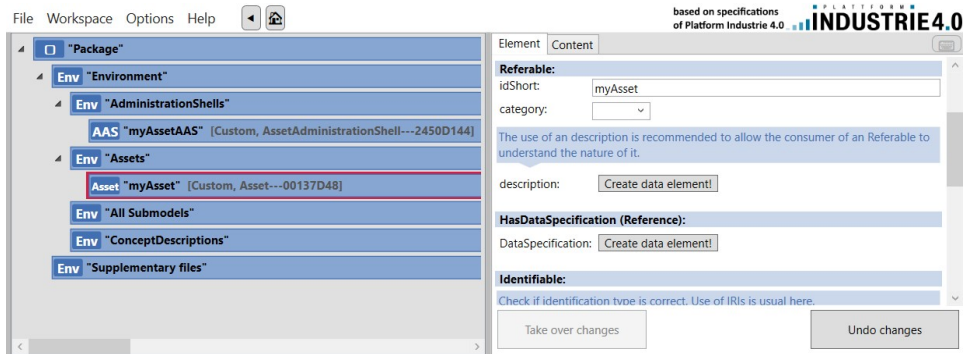 File Workspace Options Help
based on specifications
of Platform Industrie 4.0
PLATTFORM
INDUSTRIE4.0
"Package"
Env "Environment"
Env "AdministrationShells"
AAS "myAssetAAS" [Custom, AssetAdministrationShell---2450D144]
Env "Assets"
Asset "myAsset" [Custom, Asset---00137D48]
Env "All Submodels"
Env "ConceptDescriptions"
Env "Supplementary files"
Element Content
Referable:
idShort: myAsset
category:
The use of an description is recommended to allow the consumer of an Referable to
understand the nature of it.
description: Create data element!
HasDataSpecification (Reference):
DataSpecification: Create data element!
Identifiable:
Check if identification type is correct. Use of IRIs is usual here.
Take over changes Undo changes